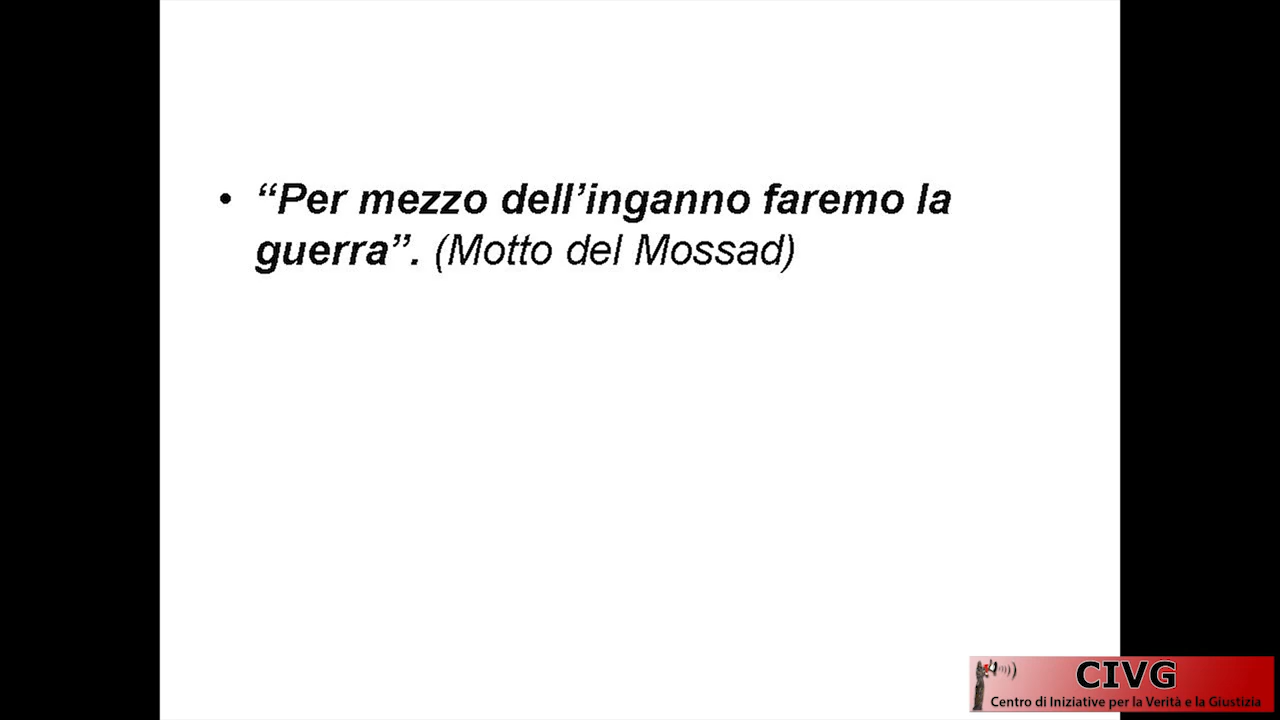 • “Per mezzo dell’inganno faremo la
guerra”. (Motto del Mossad)
CIVG
Centro di Iniziative per la Verità e la Giustizia